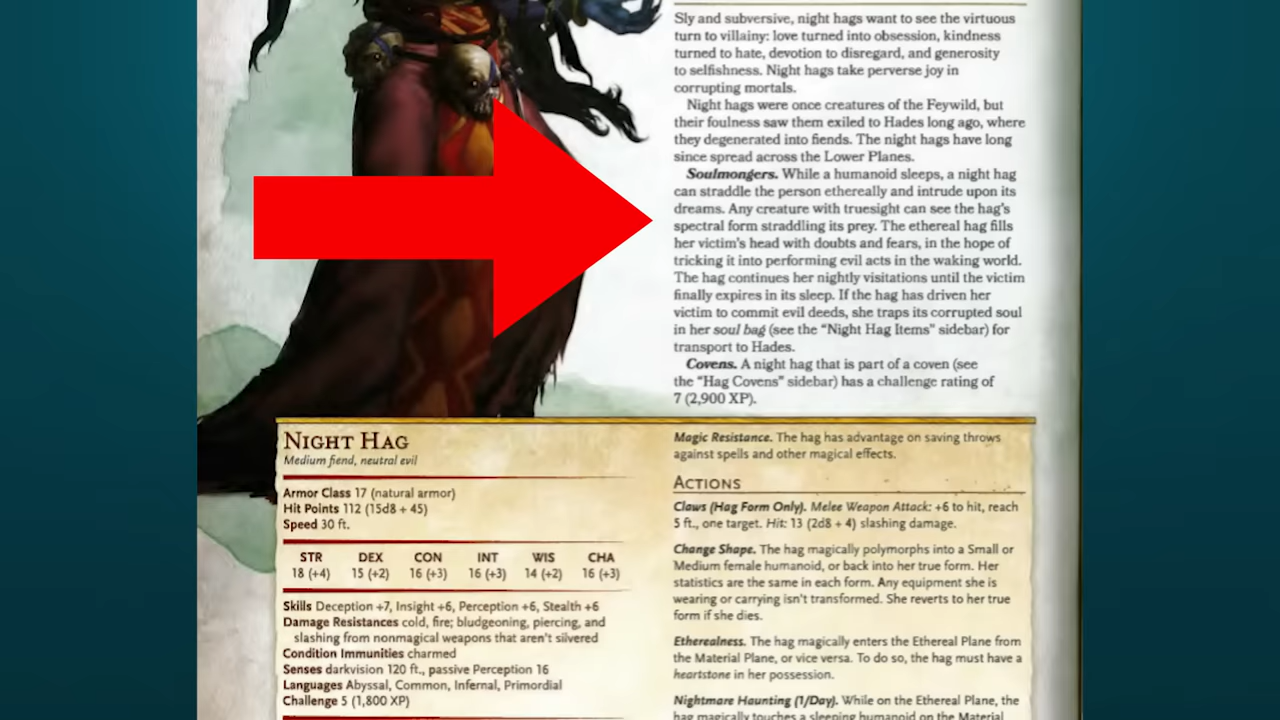 Sly and subversive, night hags want to see the virtuous
turn to villainy: love turned into obsession, kindness
turned to hate, devotion to disregard, and generosity
to selfishness. Night hags take perverse joy in
corrupting mortals.
Night hags were once creatures of the Feywild, but
their foulness saw them exiled to Hades long ago, where
they degenerated into fiends. The night hags have long
since spread across the Lower Planes.
Soulmongers. While a humanoid sleeps, a night hag
can straddle the person ethereally and intrude upon its
dreams. Any creature with truesight can see the hag's
spectral form straddling its prey. The ethereal hag fills
her victim's head with doubts and fears, in the hope of
tricking it into performing evil acts in the waking world.
The hag continues her nightly visitations until the victim
finally expires in its sleep. If the hag has driven her
victim to commit evil deeds, she traps its corrupted soul
in her soul bag (see the "Night Hag Items" sidebar) for
transport to Hades.
Covens. A night hag that is part of a coven (see
the "Hag Covens" sidebar) has a challenge rating of
7 (2,900 XP).
Night Hag
Medium fiend, neutral evil
Armor Class 17 (natural armor)
Hit Points 112 (15d8 + 45)
Speed 30 ft.
STR DEX CON INT WIS CHA
18 (+4) 15 (+2) 16 (+3) 16 (+3) 14 (+2) 16 (+3)
Skills Deception +7, Insight +6, Perception +6, Stealth +6
Damage Resistances cold, fire; bludgeoning, piercing, and
slashing from nonmagical weapons that aren't silvered
Condition Immunities charmed
Senses darkvision 120 ft., passive Perception 16
Languages Abyssal, Common, Infernal, Primordial
Challenge 5 (1,800 XP)
Magic Resistance. The hag has advantage on saving throws
against spells and other magical effects.
Actions
Claws (Hag Form Only). Melee Weapon Attack: +6 to hit, reach
5 ft., one target. Hit: 13 (2d8 + 4) slashing damage.
Change Shape. The hag magically polymorphs into a Small or
Medium female humanoid, or back into her true form. Her
statistics are the same in each form. Any equipment she is
wearing or carrying isn't transformed. She reverts to her true
form if she dies.
Etherealness. The hag magically enters the Ethereal Plane from
the Material Plane, or vice versa. To do so, the hag must have a
heartstone in her possession.
Nightmare Haunting (1/Day). While on the Ethereal Plane, the
hag magically touches a sleeping humanoid on the Material